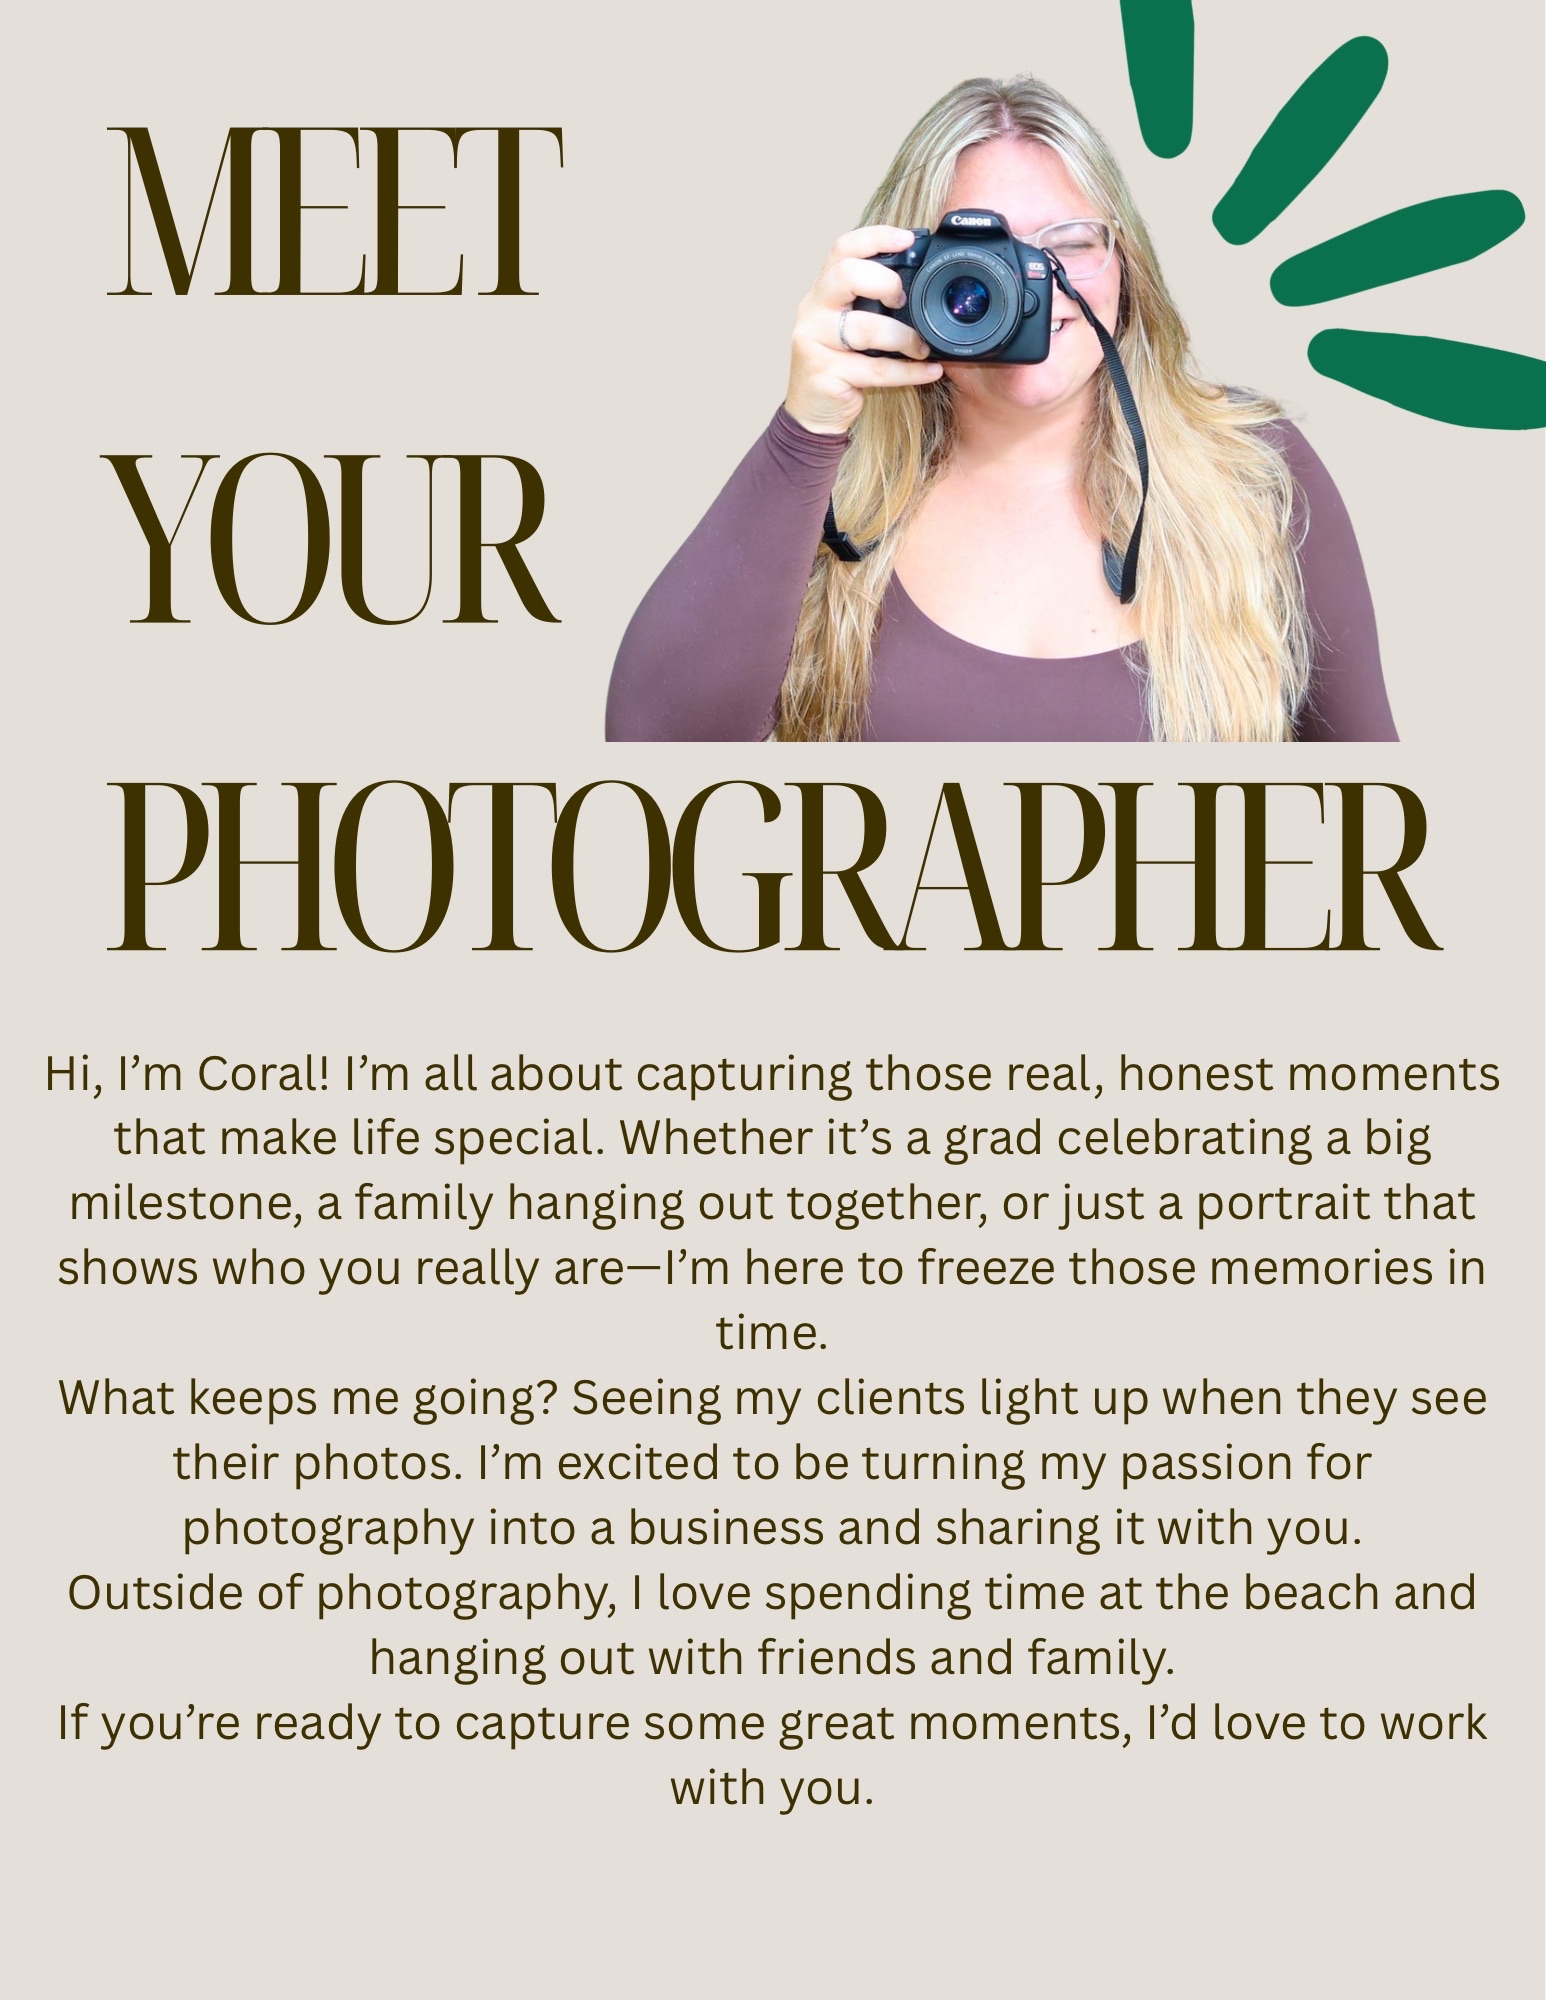 MEET
YOUR
PHOTOGRAPHER
Canon
EOS
Hi, I’m Coral! I’m all about capturing those real, honest moments
that make life special. Whether it’s a grad celebrating a big
milestone, a family hanging out together, or just a portrait that
shows who you really are—I’m here to freeze those memories in
time.
What keeps me going? Seeing my clients light up when they see
their photos. I’m excited to be turning my passion for
photography into a business and sharing it with you.
Outside of photography, I love spending time at the beach and
hanging out with friends and family.
If you’re ready to capture some great moments, I’d love to work
with you.